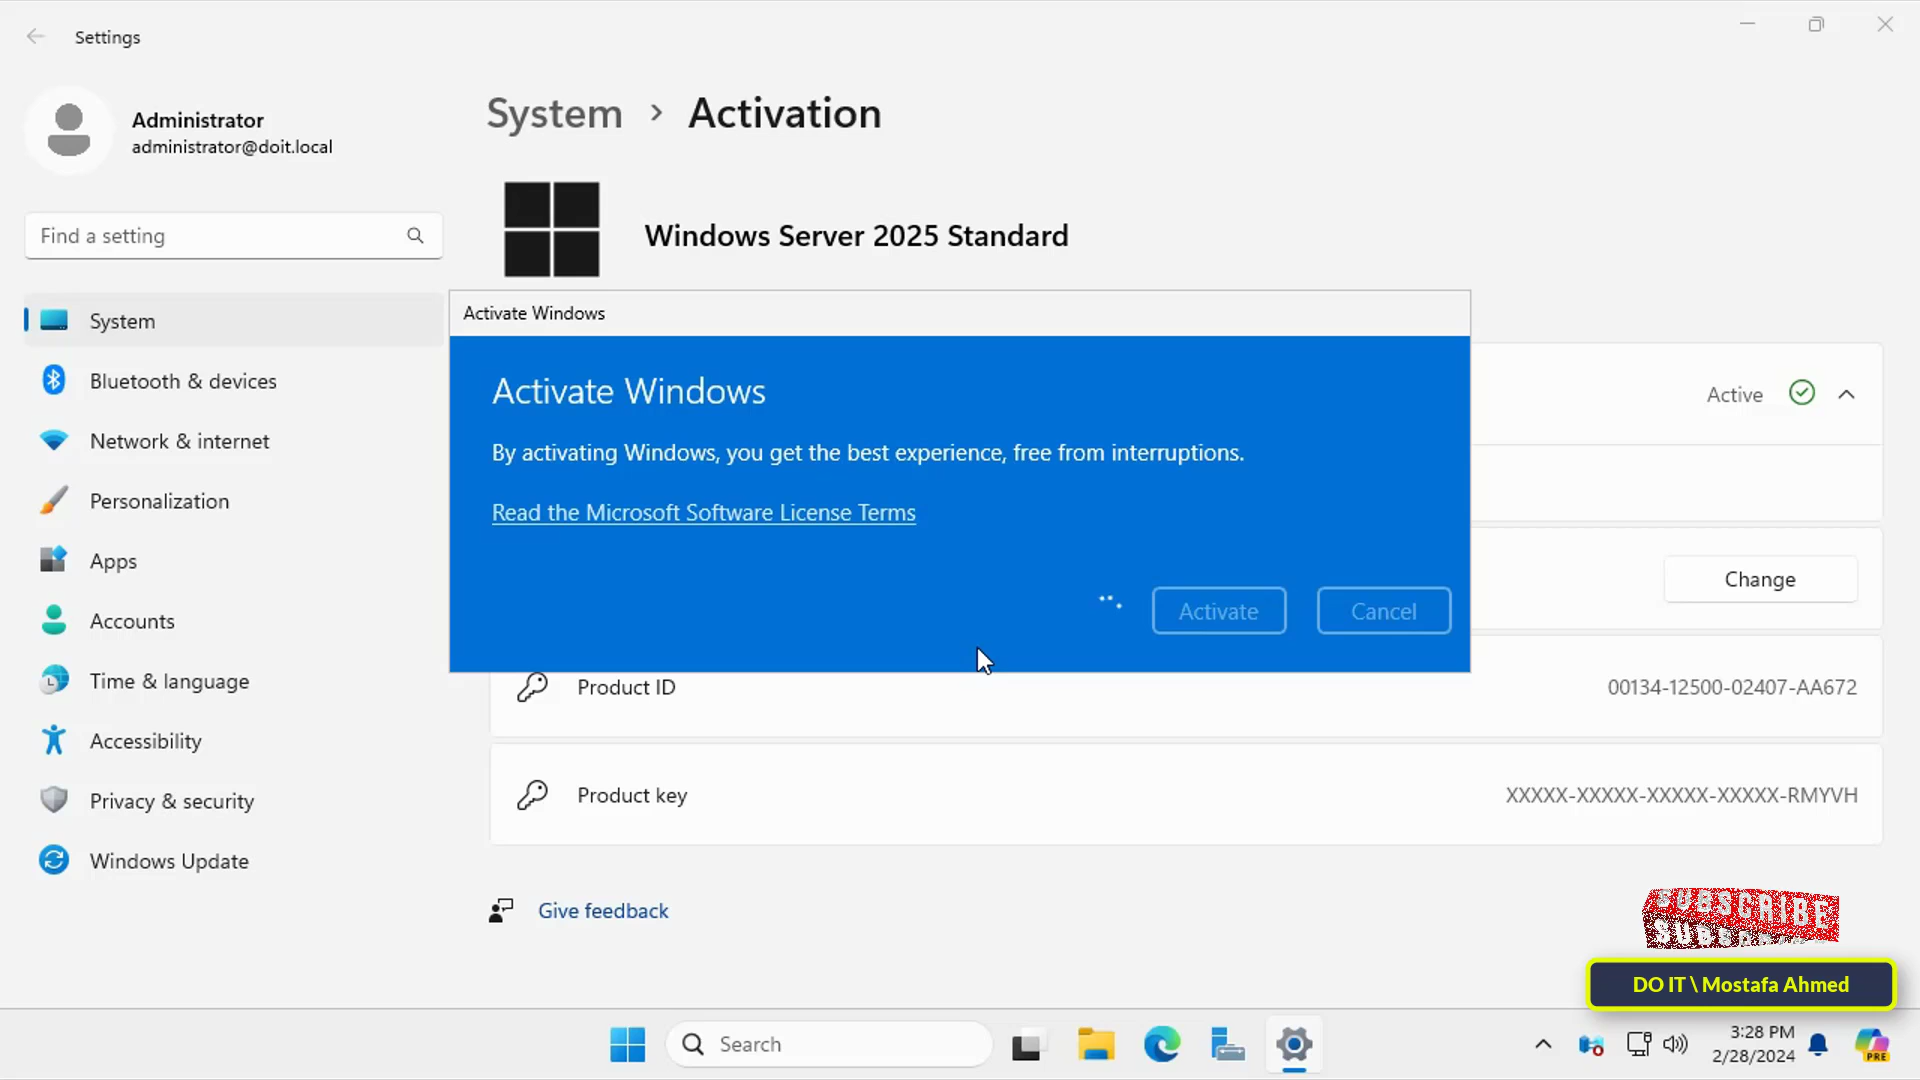 Settings
Administrator
administrator@doit.local
Find a setting
System
Bluetooth & devices
Network & internet
Personalization
Apps
Accounts
Time & language
Accessibility
Privacy & security
Windows Update
System > Activation
Windows Server 2025 Standard
Activate Windows
Activate Windows
By activating Windows, you get the best experience, free from interruptions.
Read the Microsoft Software License Terms
Activate
Cancel
Active
Change
Product ID
00134-12500-02407-AA672
Product key
XXXXX-XXXXX-XXXXX-XXXXX-RMYVH
Give feedback
SUBSCRIBE
DO IT \ Mostafa Ahmed
Search
3:28 PM
2/28/2024
PRE